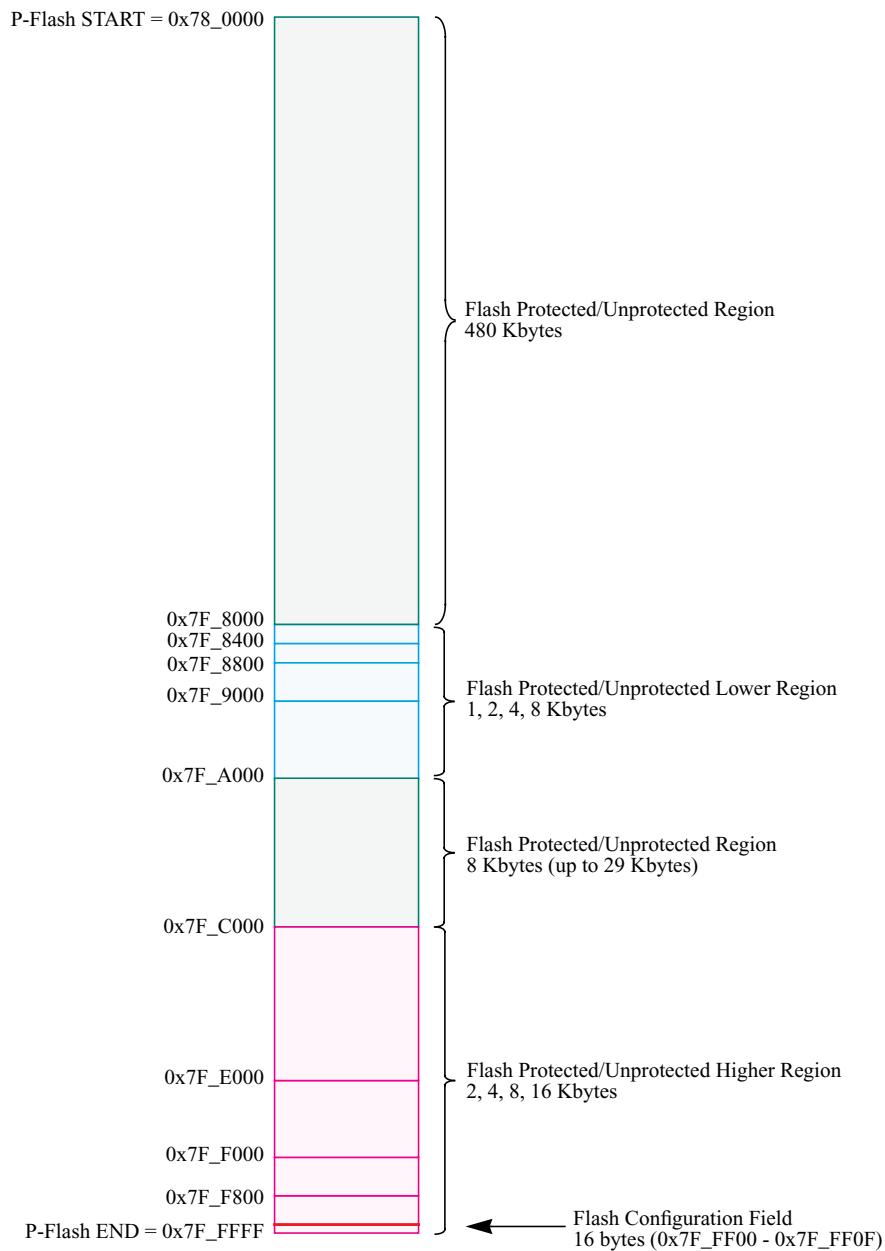 P-Flash START = 0x78_0000
Flash Protected/Unprotected Region
480 Kbytes
0x7F_8000
0x7F_8400
0x7F_8800
0x7F_9000
Flash Protected/Unprotected Lower Region
1, 2, 4, 8 Kbytes
0x7F_A000
Flash Protected/Unprotected Region
8 Kbytes (up to 29 Kbytes)
0x7F_C000
Flash Protected/Unprotected Higher Region
2, 4, 8, 16 Kbytes
0x7F_E000
0x7F_F000
0x7F_F800
P-Flash END = 0x7F_FFFF
Flash Configuration Field
16 bytes (0x7F_FF00 - 0x7F_FF0F)